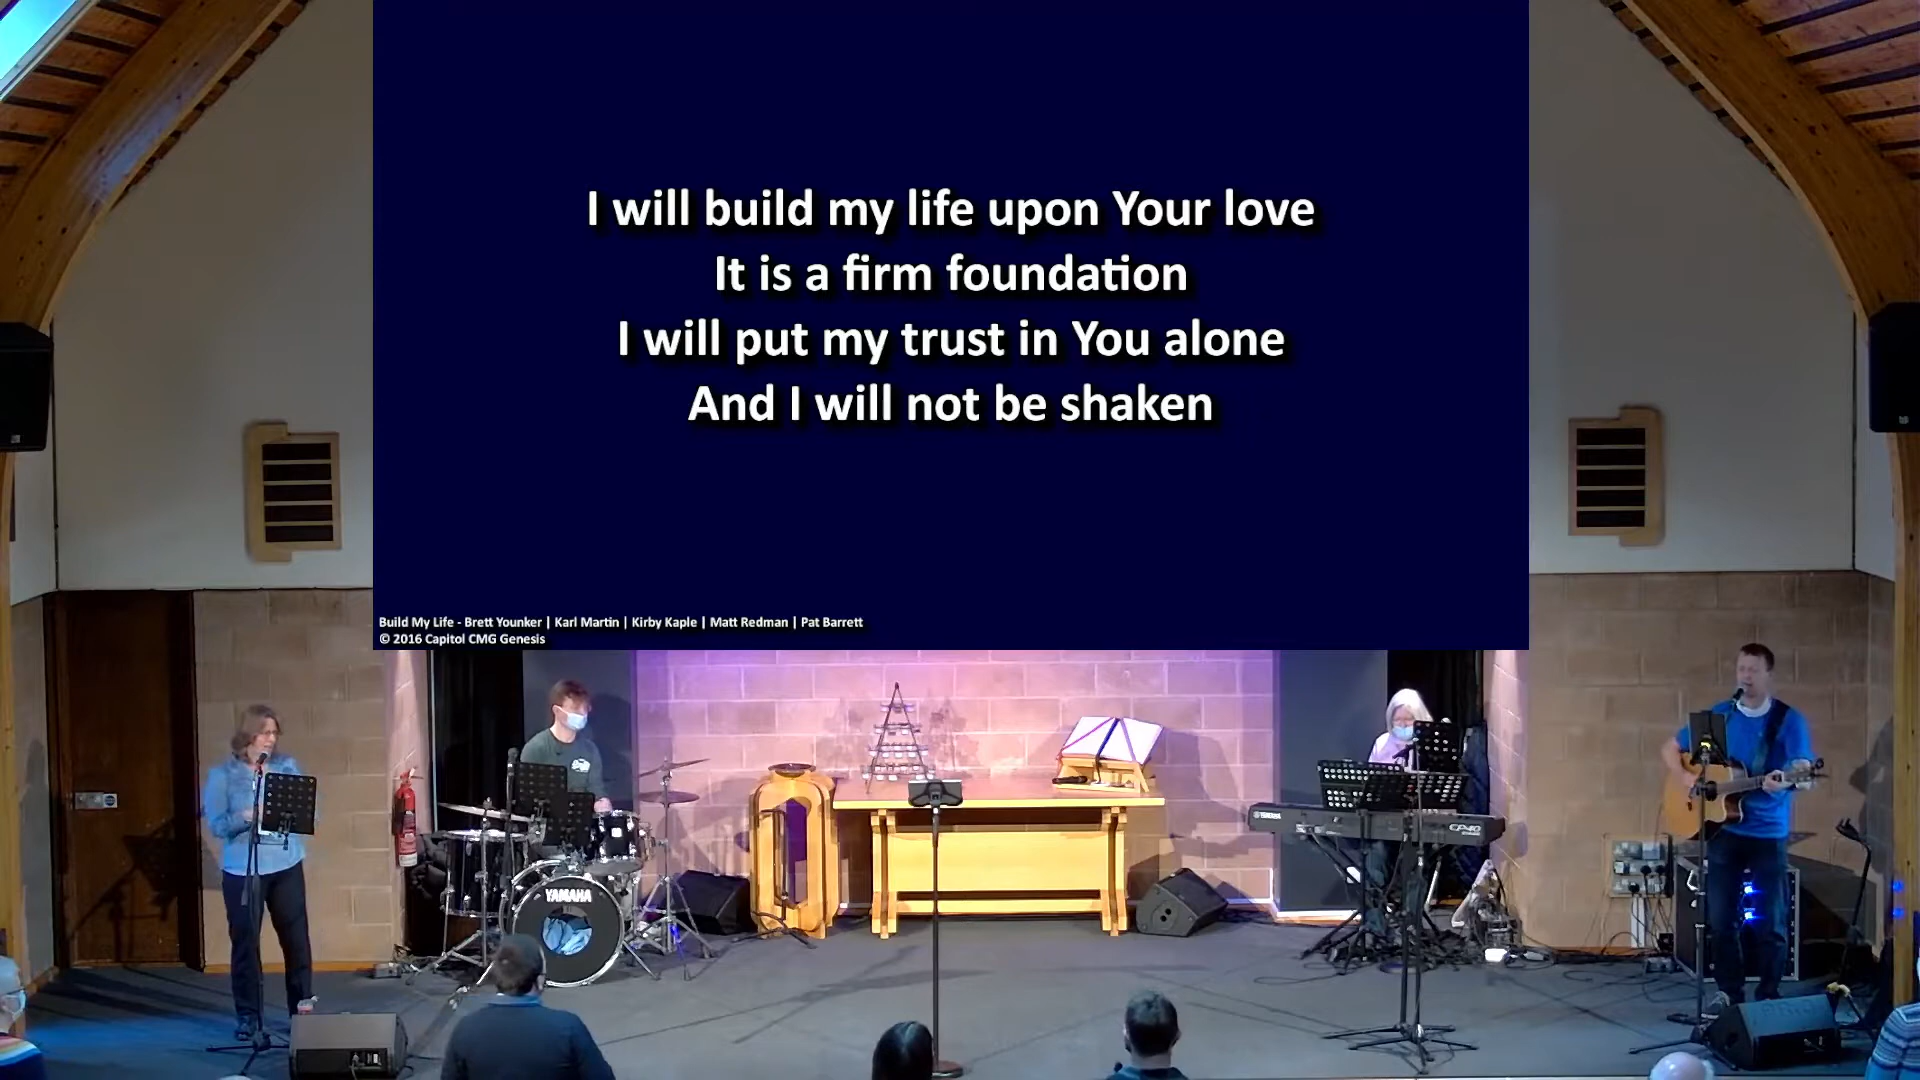 I will build my life upon Your love
It is a firm foundation
I will put my trust in You alone
And I will not be shaken
Build My Life - Brett Younker | Karl Martin | Kirby Kaple | Matt Redman | Pat Barrett
© 2016 Capitol CMG Genesis
YAMAHA
CP40
YAMAHA